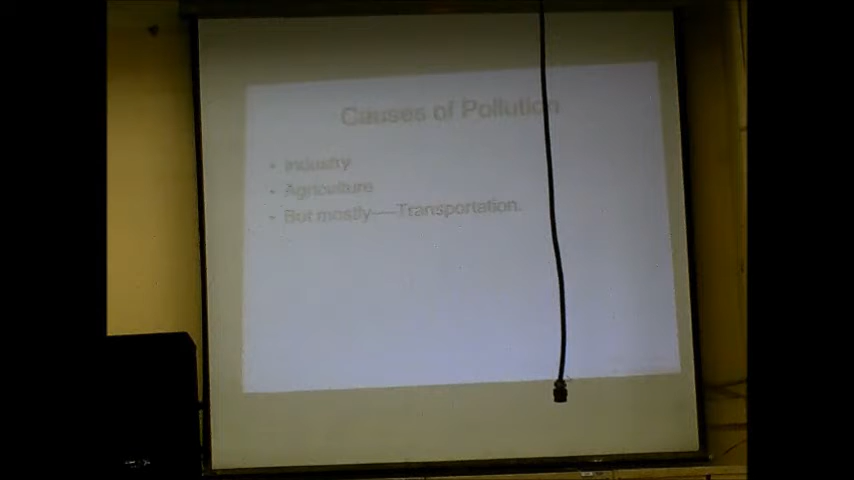 Causes of Pollution
• Industry
• Agriculture
• But mostly—Transportation.